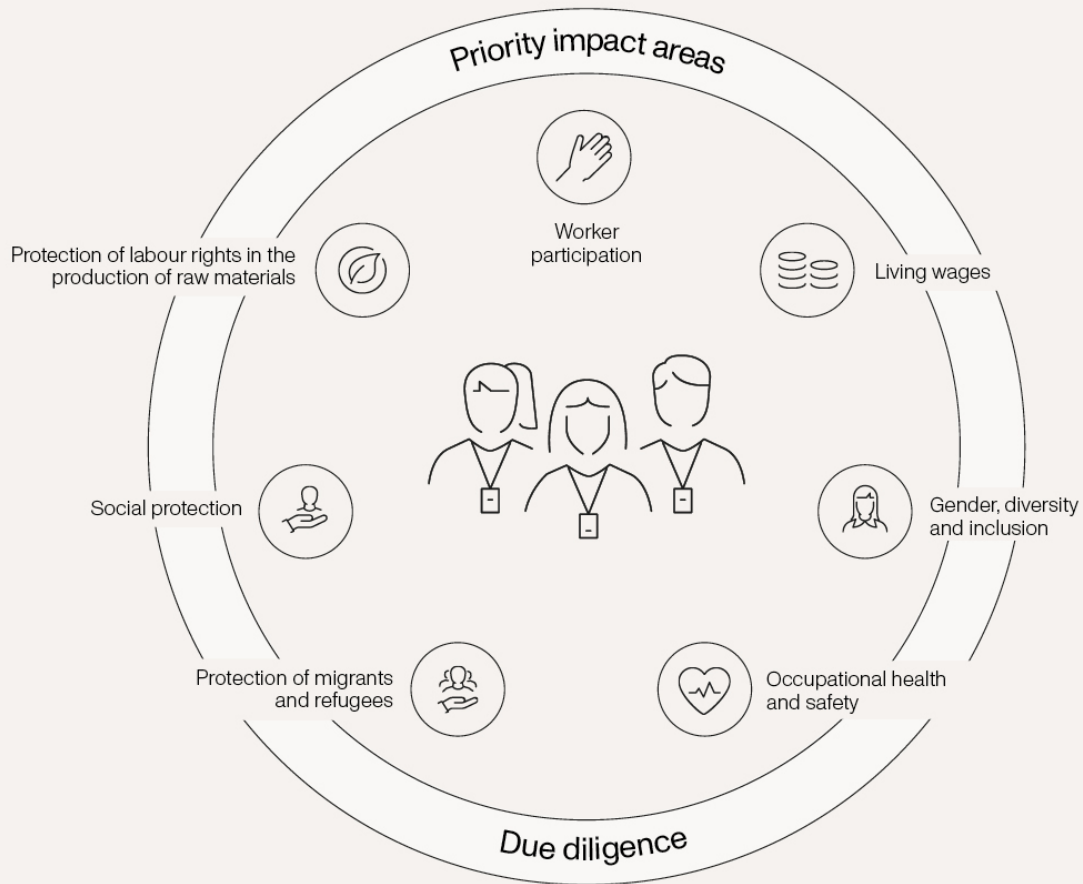 Priority impact areas
Worker
participation
Protection of labour rights in the
production of raw materials
Living wages
Social protection
Gender, diversity
and inclusion
Protection of migrants
and refugees
Occupational health
and safety
Due diligence